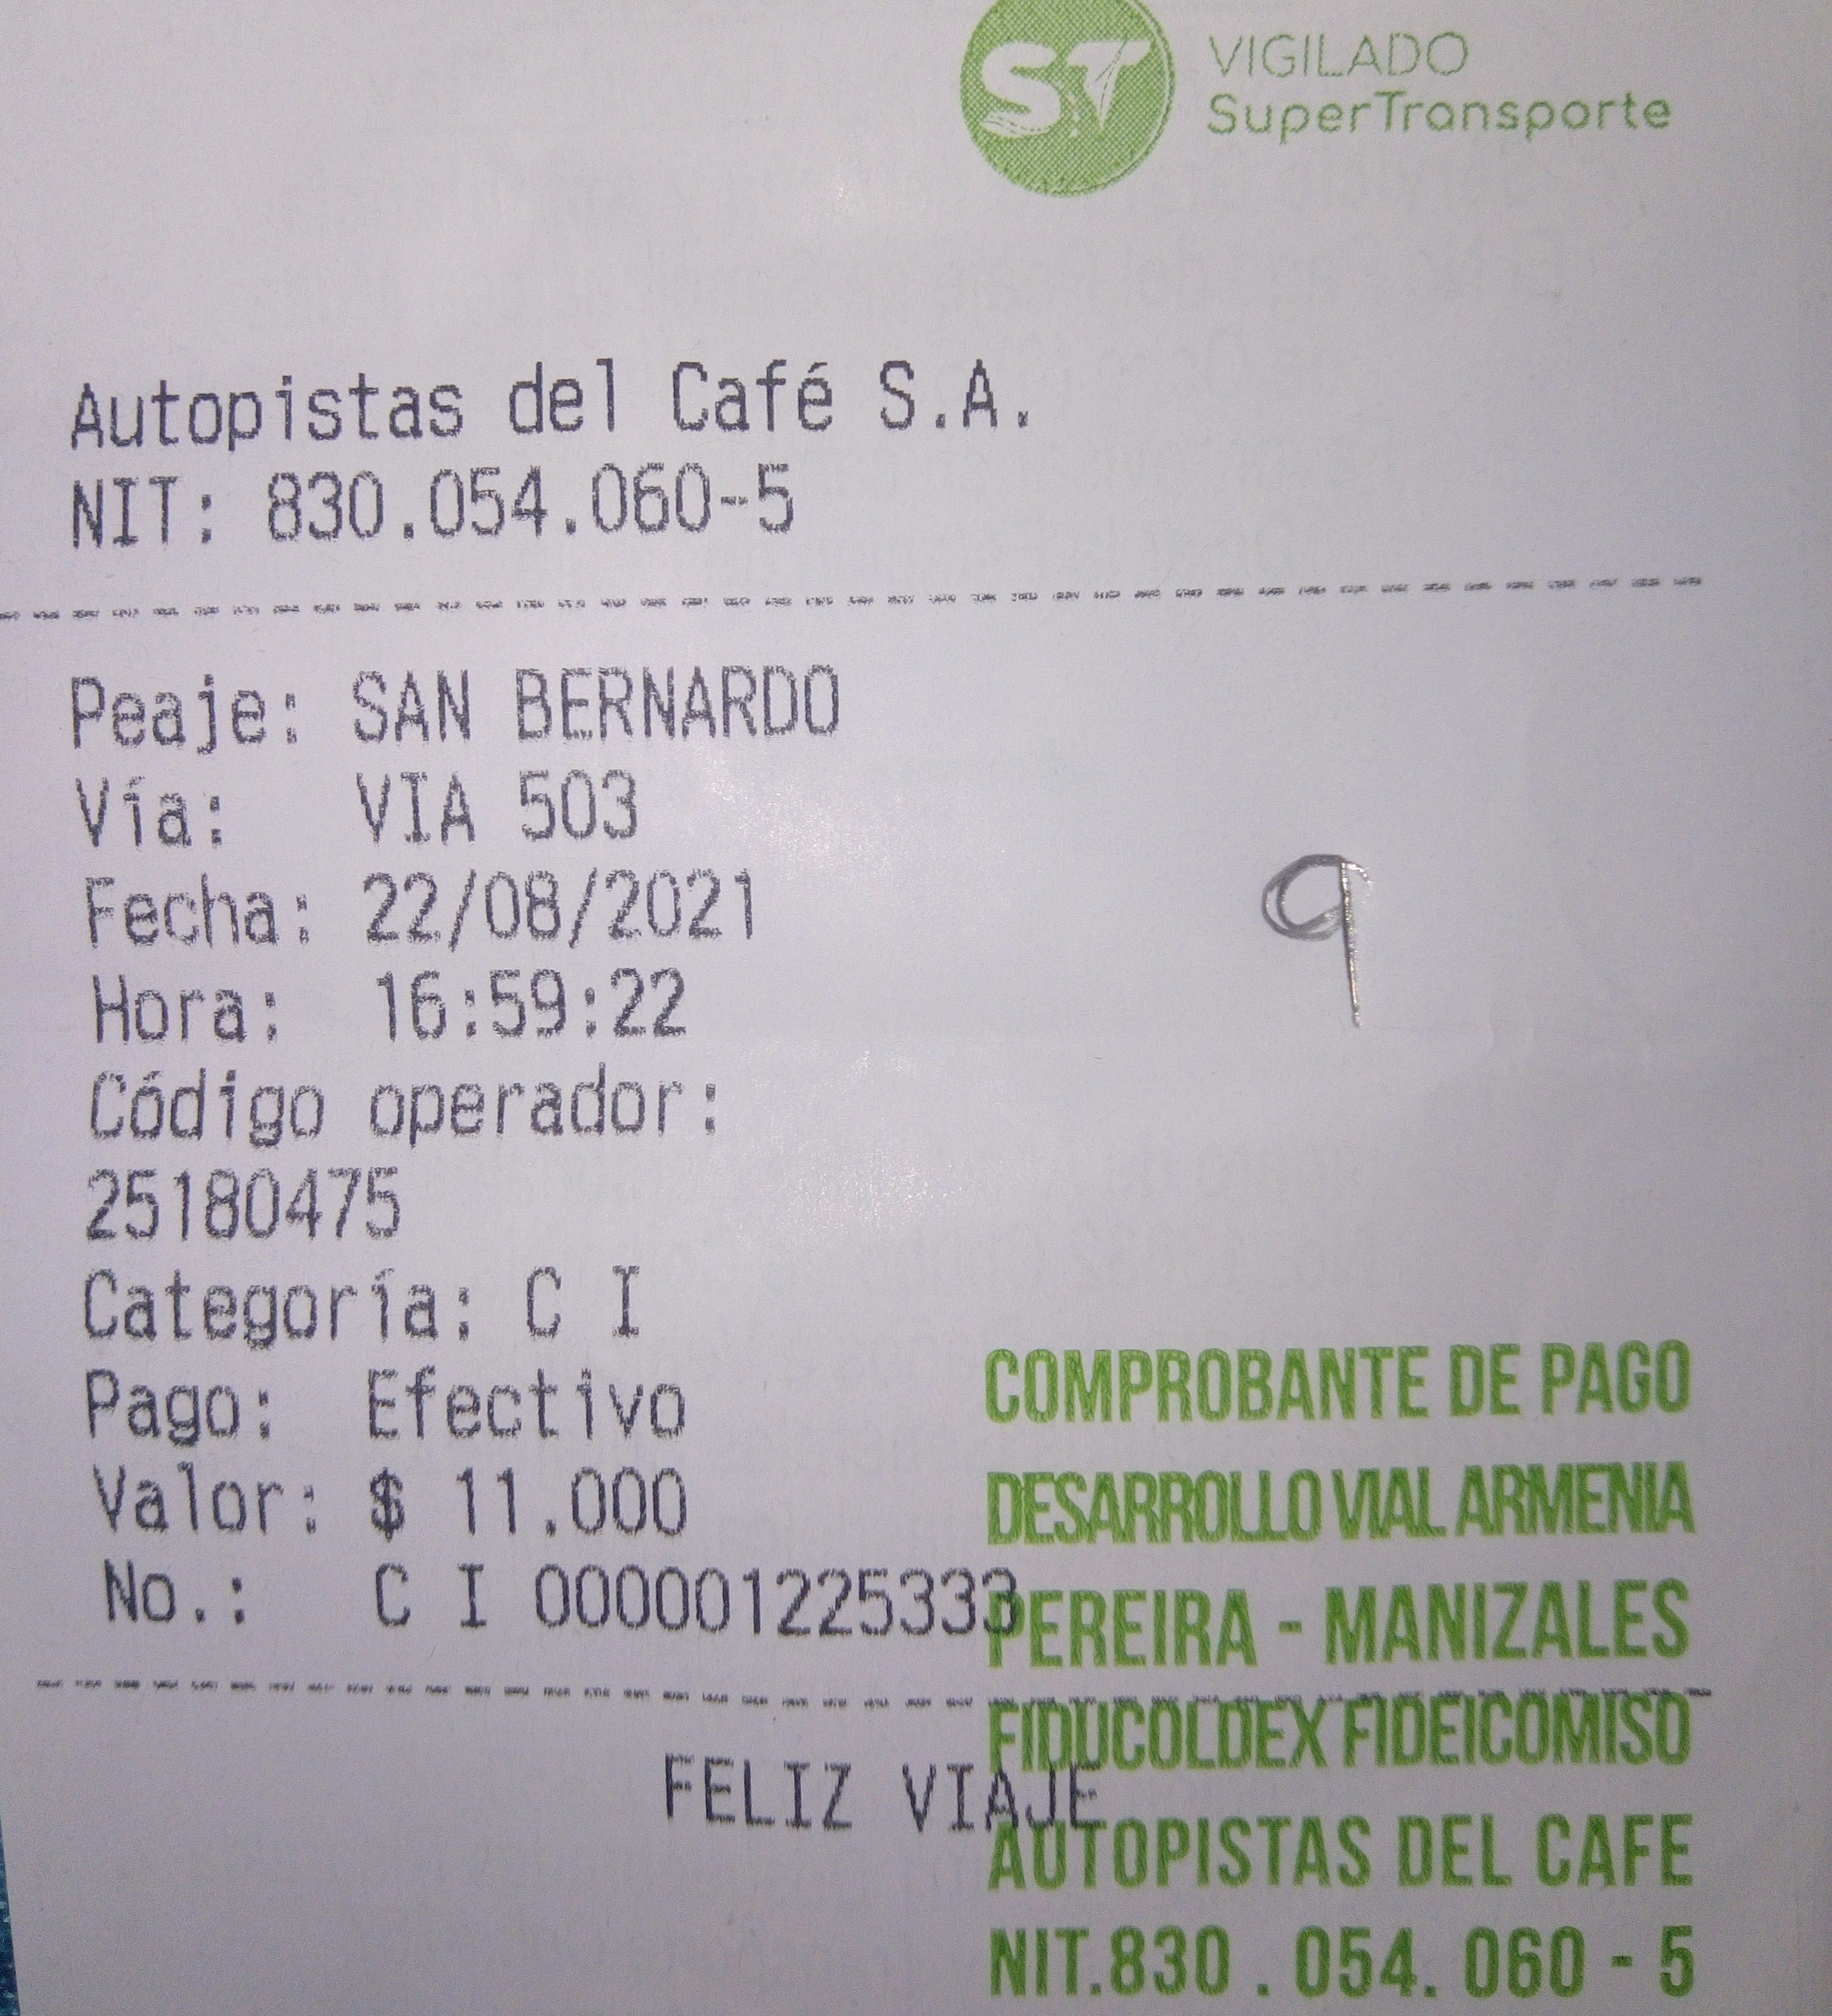 ST VIGILADO
SuperTransporte
Autopistas del Café S.A.
NIT: 830.054.060-5
Peaje: SAN BERNARDO
Vía: VIA 503
Fecha: 22/08/2021
9
Hora: 16:59:22
Código operador:
25180475
Categoría: C I
Pago: Efectivo
Valor: $ 11.000
No.: C I 000001225333
FELIZ VIAJE
COMPROBANTE DE PAGO
DESARROLLO VIAL ARMENIA
PEREIRA - MANIZALES
FIDUCOLDEX FIDEICOMISO
AUTOPISTAS DEL CAFE
NIT.830 . 054. 060 - 5